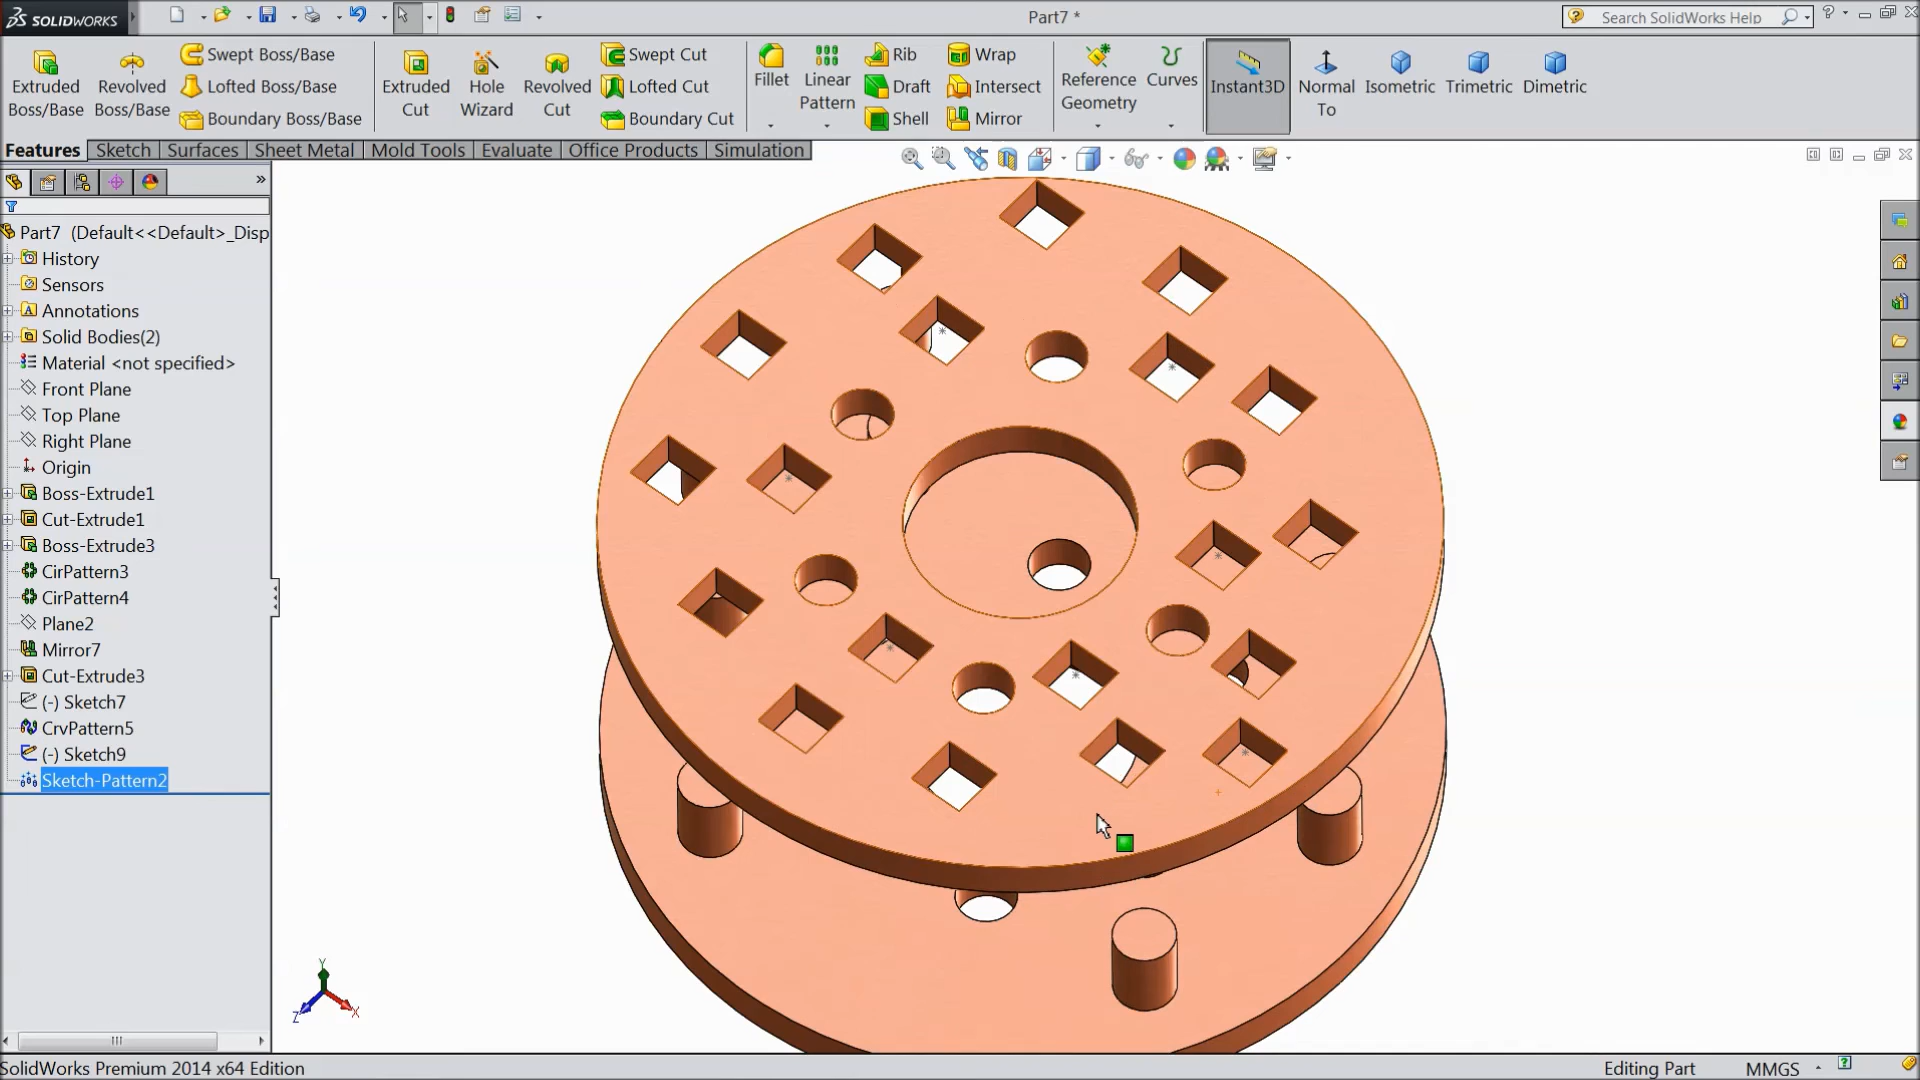 SOLIDWORKS
Part7 *
Search SolidWorks Help
?
Extruded Boss/Base
Revolved Boss/Base
Swept Boss/Base
Lofted Boss/Base
Boundary Boss/Base
Extruded Cut
Hole Wizard
Revolved Cut
Swept Cut
Lofted Cut
Boundary Cut
Fillet
Linear Pattern
Rib
Draft
Shell
Wrap
Intersect
Mirror
Reference Geometry
Curves
Instant3D
Normal To
Isometric
Trimetric
Dimetric
Features
Sketch
Surfaces
Sheet Metal
Mold Tools
Evaluate
Office Products
Simulation
Part7 (Default<<Default>_Disp
History
Sensors
Annotations
Solid Bodies(2)
Material <not specified>
Front Plane
Top Plane
Right Plane
Origin
Boss-Extrude1
Cut-Extrude1
Boss-Extrude3
CirPattern3
CirPattern4
Plane2
Mirror7
Cut-Extrude3
(-) Sketch7
CrvPattern5
(-) Sketch9
Sketch-Pattern2
Y
Z
X
SolidWorks Premium 2014 x64 Edition
Editing Part
MMGS
?